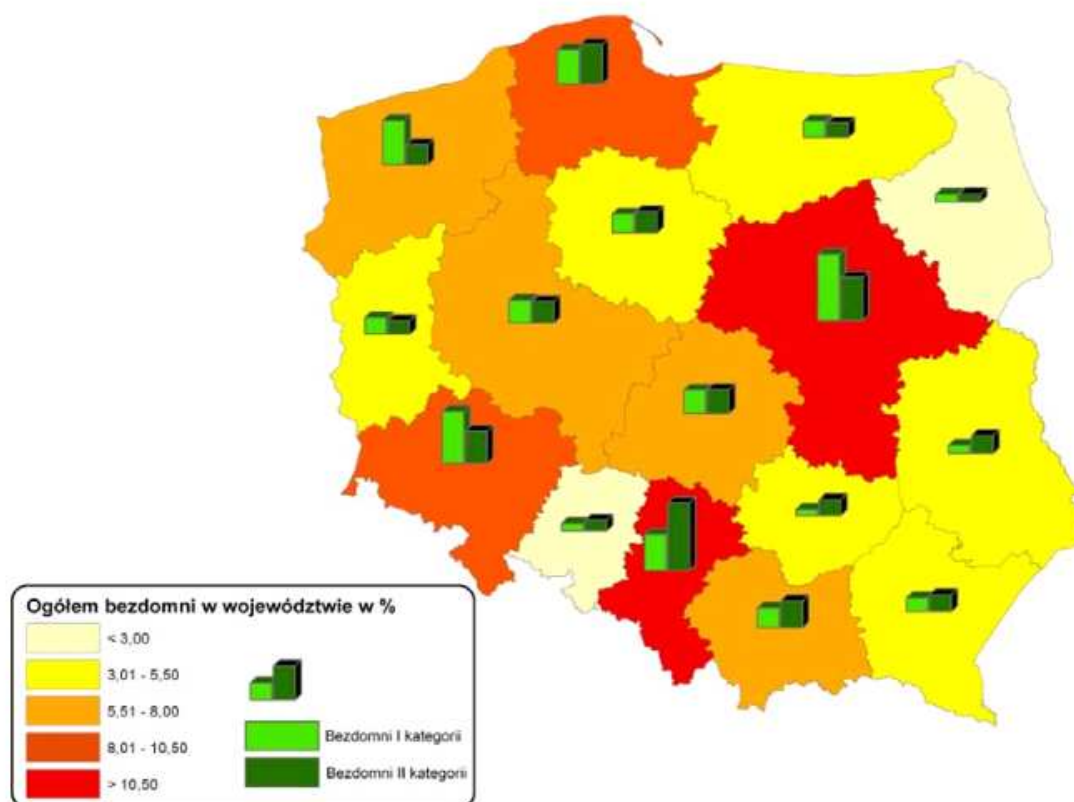 Ogółem bezdomni w województwie w %
< 3,00
3,01 - 5,50
5,51 - 8,00
8,01 - 10,50
> 10,50
Bezdomni I kategorii
Bezdomni II kategorii